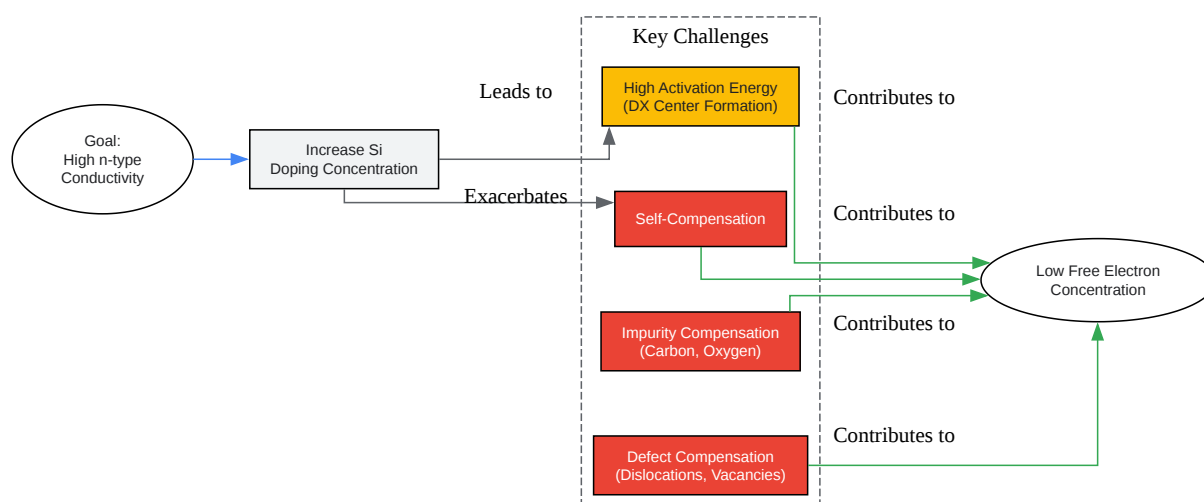 Key Challenges
Leads to
High Activation Energy
(DX Center Formation)
Contributes to
Goal:
High n-type
Conductivity
Increase Si
Doping Concentration
Exacerbates
Self-Compensation
Contributes to
Low Free Electron
Concentration
Impurity Compensation
(Carbon, Oxygen)
Contributes to
Defect Compensation
(Dislocations, Vacancies)
Contributes to